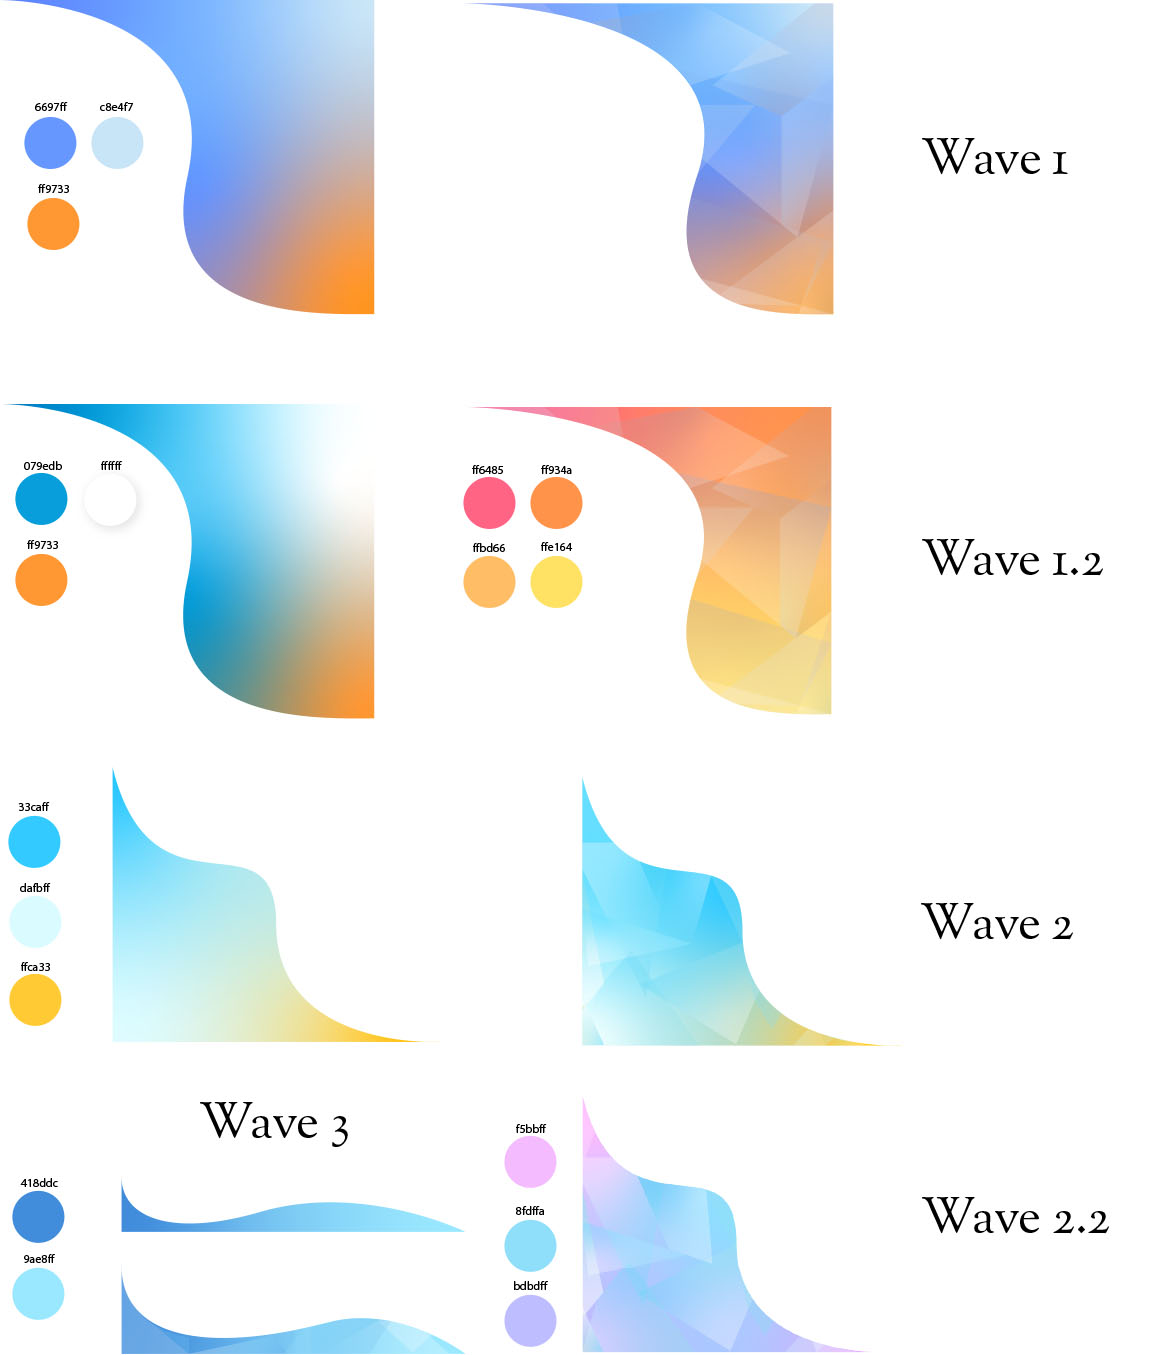 6697ff c8e4f7
ff9733
Wave 1
079edb ffffff
ff9733
ff6485 ff934a
ffbd66 ffe164
Wave 1.2
33caff
dafbff
ffca33
Wave 2
Wave 3
418ddc
9ae8ff
f5bbff
8fdffa
bdbdff
Wave 2.2